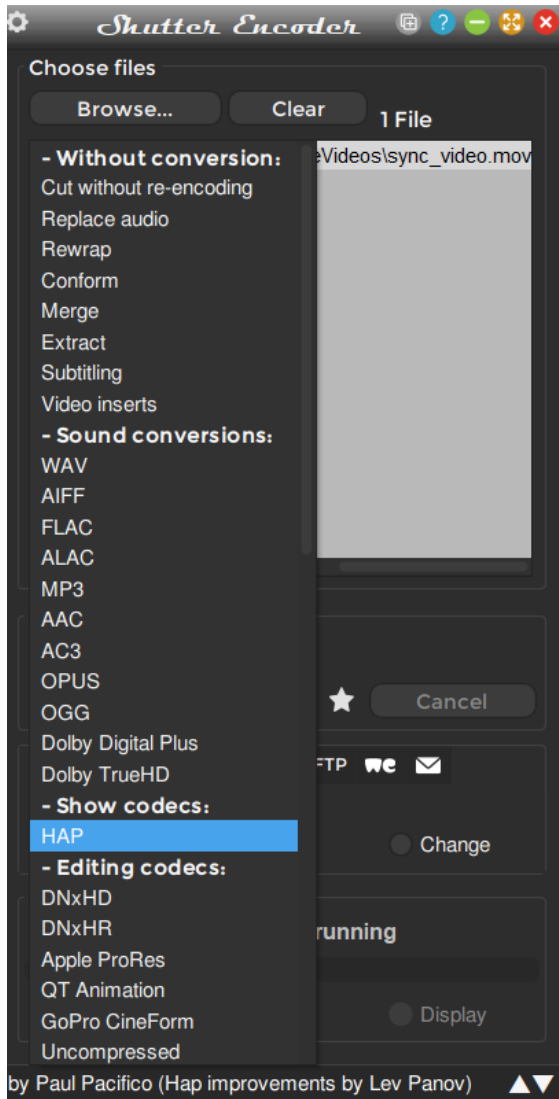 Shutter Encoder
?
Choose files
Browse... Clear 1 File
- Without conversion: eVideos\sync_video.mov
Cut without re-encoding
Replace audio
Rewrap
Conform
Merge
Extract
Subtitling
Video inserts
- Sound conversions:
WAV
AIFF
FLAC
ALAC
MP3
AAC
AC3
OPUS
OGG
Cancel
Dolby Digital Plus
Dolby TrueHD
FTP we
- Show codecs:
HAP
Change
- Editing codecs:
DNxHD
DNxHR
running
Apple ProRes
QT Animation
GoPro CineForm
Display
Uncompressed
by Paul Pacifico (Hap improvements by Lev Panov)